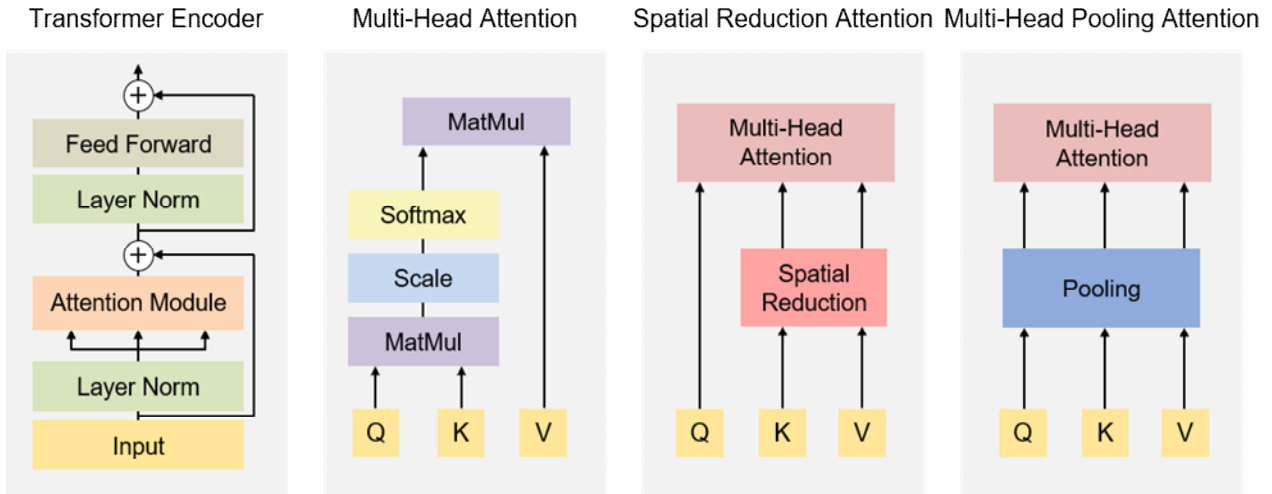 Transformer Encoder
+
Feed Forward
Layer Norm
+
Attention Module
Layer Norm
Input
Multi-Head Attention
MatMul
Softmax
Scale
MatMul
Q K V
Spatial Reduction Attention
Multi-Head
Attention
Spatial
Reduction
Q K V
Multi-Head Pooling Attention
Multi-Head
Attention
Pooling
Q K V